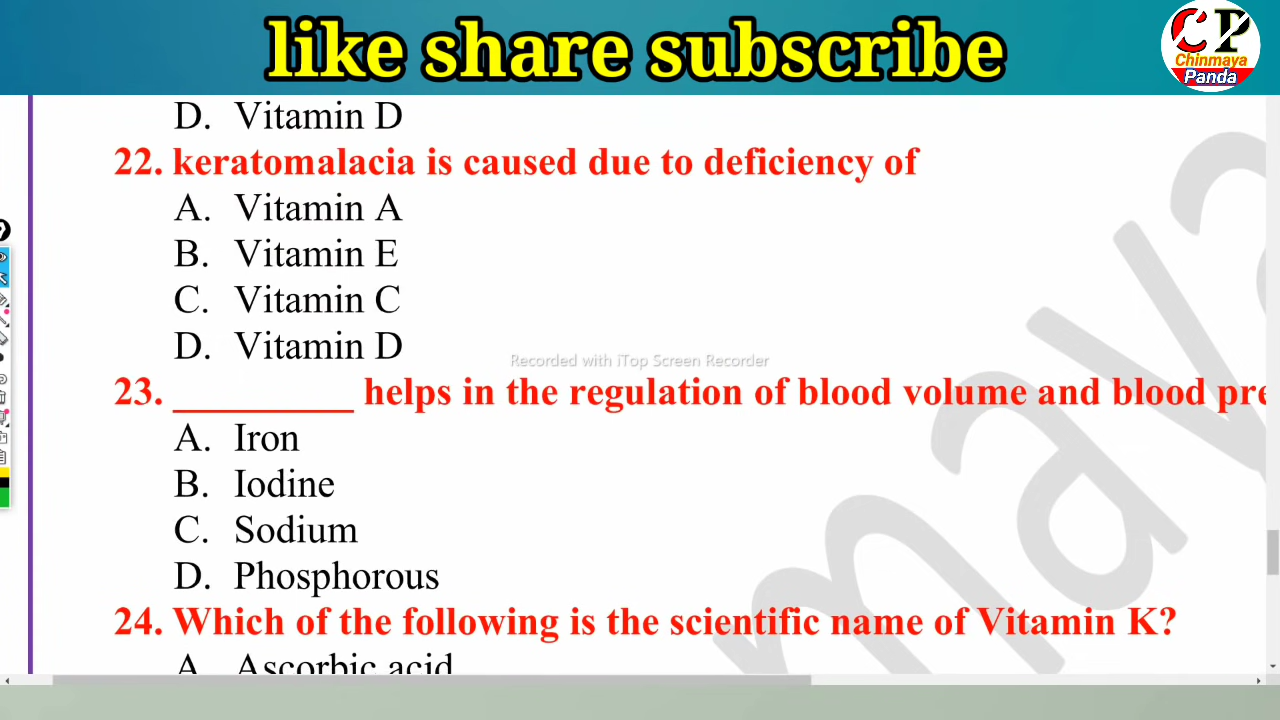 like share subscribe
CP
Chinmaya
Panda
D. Vitamin D
22. keratomalacia is caused due to deficiency of
A. Vitamin A
B. Vitamin E
C. Vitamin C
D. Vitamin D
Recorded with iTop Screen Recorder
23. __________ helps in the regulation of blood volume and blood pre
A. Iron
B. Iodine
C. Sodium
D. Phosphorous
24. Which of the following is the scientific name of Vitamin K?
A. Ascorbic acid